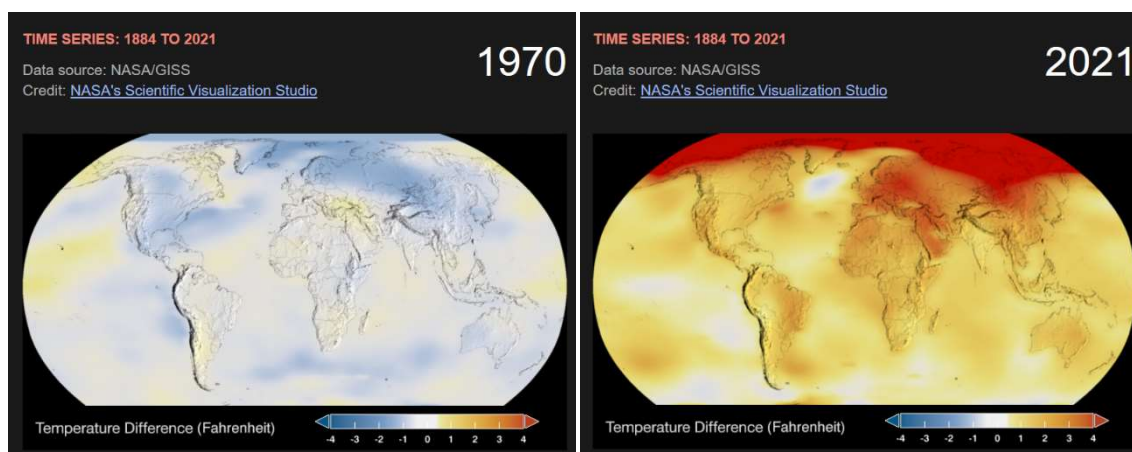 TIME SERIES: 1884 TO 2021
1970
Data source: NASA/GISS
Credit: NASA's Scientific Visualization Studio
Temperature Difference (Fahrenheit)
-4 -3 -2 -1 0 1 2 3 4
TIME SERIES: 1884 TO 2021
2021
Data source: NASA/GISS
Credit: NASA's Scientific Visualization Studio
Temperature Difference (Fahrenheit)
-4 -3 -2 -1 0 1 2 3 4